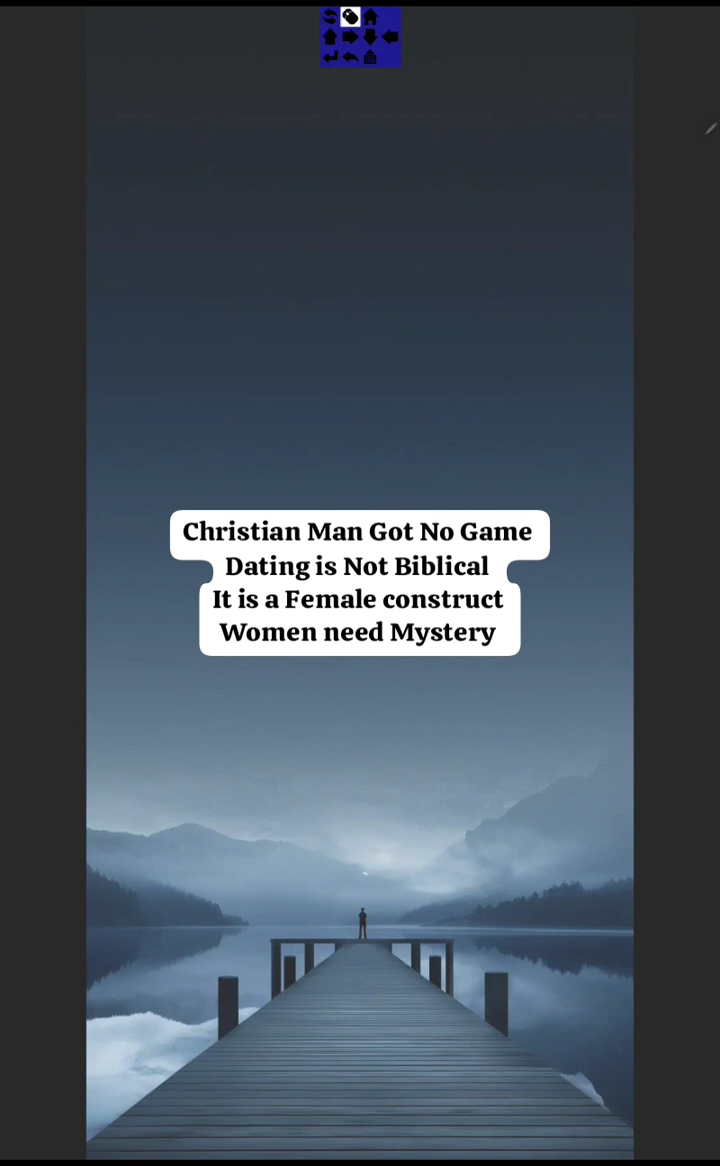 Christian Man Got No Game
Dating is Not Biblical
It is a Female construct
Women need Mystery